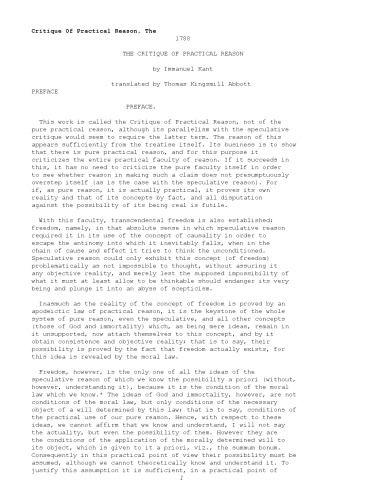 Critique Of Practical Reason, The
1788
THE CRITIQUE OF PRACTICAL REASON
by Immanuel Kant
translated by Thomas Kingsmill Abbott
PREFACE
PREFACE.
This work is called the Critique of Practical Reason, not of the
pure practical reason, although its parallelism with the speculative
critique would seem to require the latter term. The reason of this
appears sufficiently from the treatise itself. Its business is to show
that there is pure practical reason, and for this purpose it
criticizes the entire practical faculty of reason. If it succeeds in
this, it has no need to criticize the pure faculty itself in order
to see whether reason in making such a claim does not presumptuously
overstep itself (as is the case with the speculative reason). For
if, as pure reason, it is actually practical, it proves its own
reality and that of its concepts by fact, and all disputation
against the possibility of its being real is futile.
With this faculty, transcendental freedom is also established;
freedom, namely, in that absolute sense in which speculative reason
required it in its use of the concept of causality in order to
escape the antinomy into which it inevitably falls, when in the
chain of cause and effect it tries to think the unconditioned.
Speculative reason could only exhibit this concept (of freedom)
problematically as not impossible to thought, without assuring it
any objective reality, and merely lest the supposed impossibility of
what it must at least allow to be thinkable should endanger its very
being and plunge it into an abyss of scepticism.
Inasmuch as the reality of the concept of freedom is proved by an
apodeictic law of practical reason, it is the keystone of the whole
system of pure reason, even the speculative, and all other concepts
(those of God and immortality) which, as being mere ideas, remain in
it unsupported, now attach themselves to this concept, and by it
obtain consistence and objective reality; that is to say, their
possibility is proved by the fact that freedom actually exists, for
this idea is revealed by the moral law.
Freedom, however, is the only one of all the ideas of the
speculative reason of which we know the possibility a priori (without,
however, understanding it), because it is the condition of the moral
law which we know.* The ideas of God and immortality, however, are not
conditions of the moral law, but only conditions of the necessary
object of a will determined by this law; that is to say, conditions of
the practical use of our pure reason. Hence, with respect to these
ideas, we cannot affirm that we know and understand, I will not say
the actuality, but even the possibility of them. However they are
the conditions of the application of the morally determined will to
its object, which is given to it a priori, viz., the summum bonum.
Consequently in this practical point of view their possibility must be
assumed, although we cannot theoretically know and understand it. To
justify this assumption it is sufficient, in a practical point of
1